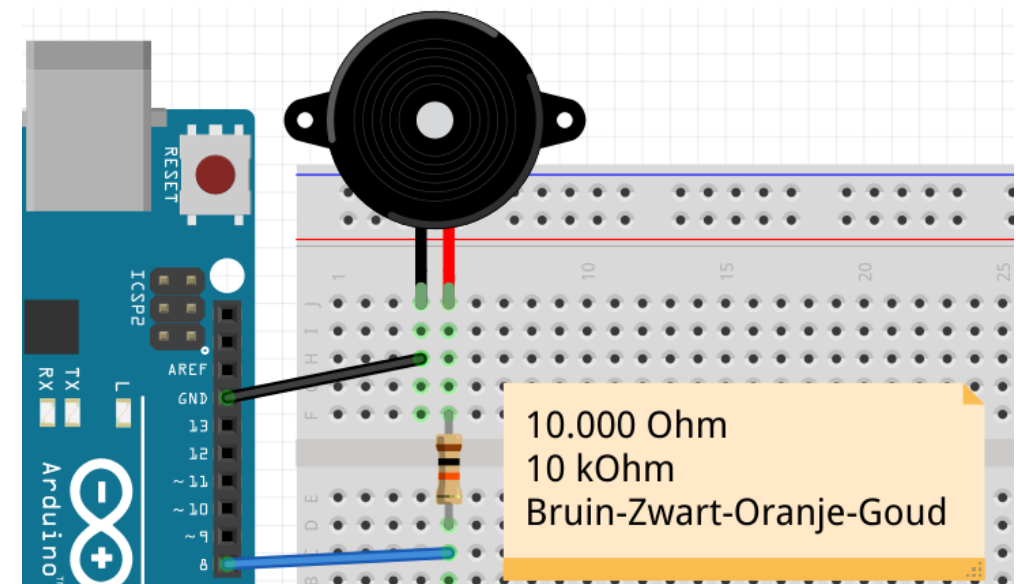 RESET
ICSP2
AREF
GND
13
12
~11
~10
~9
8
RX
TX
L
Arduino™
1
10
15
20
25
J
I
H
G
F
E
D
C
B
10.000 Ohm
10 kOhm
Bruin-Zwart-Oranje-Goud